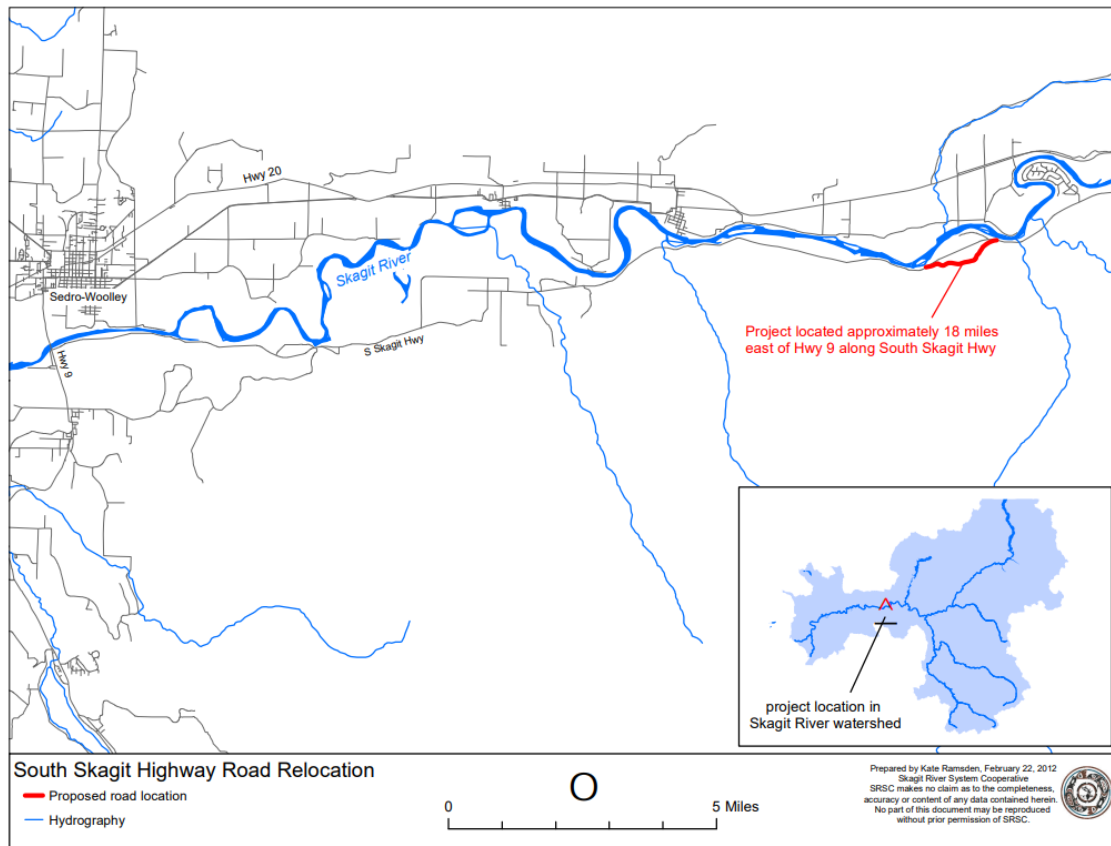 Hwy 20
Skagit River
Sedro-Woolley
S Skagit Hwy
Hwy 9
Project located approximately 18 miles
east of Hwy 9 along South Skagit Hwy
project location in
Skagit River watershed
South Skagit Highway Road Relocation
Proposed road location
Hydrography
O
0
5 Miles
Prepared by Kate Ramsden, February 22, 2012
Skagit River System Cooperative
SRSC makes no claim as to the completeness,
accuracy or content of any data contained herein.
No part of this document may be reproduced
without prior permission of SRSC.